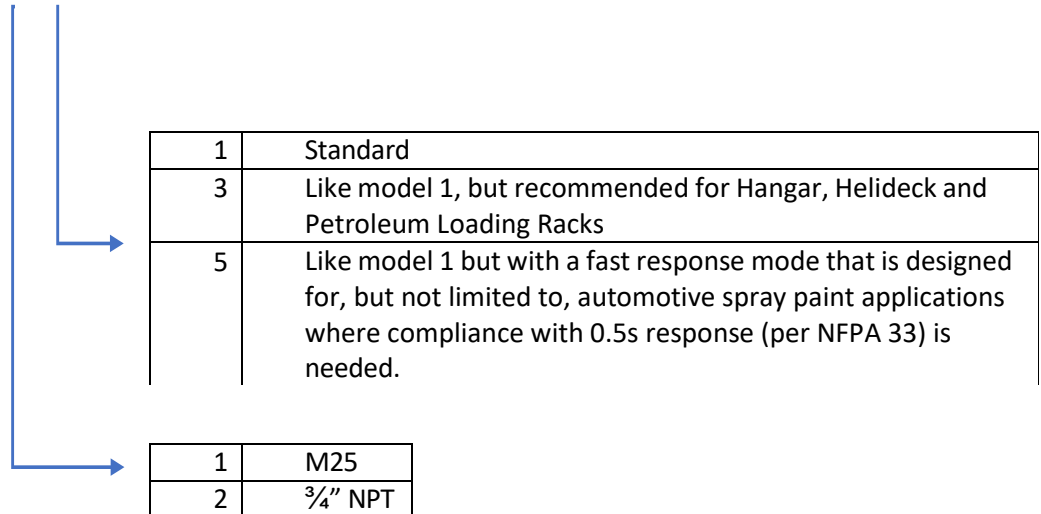 1 Standard
3 Like model 1, but recommended for Hangar, Helideck and
Petroleum Loading Racks
5 Like model 1 but with a fast response mode that is designed
for, but not limited to, automotive spray paint applications
where compliance with 0.5s response (per NFPA 33) is
needed.
1 M25
2 ¾” NPT